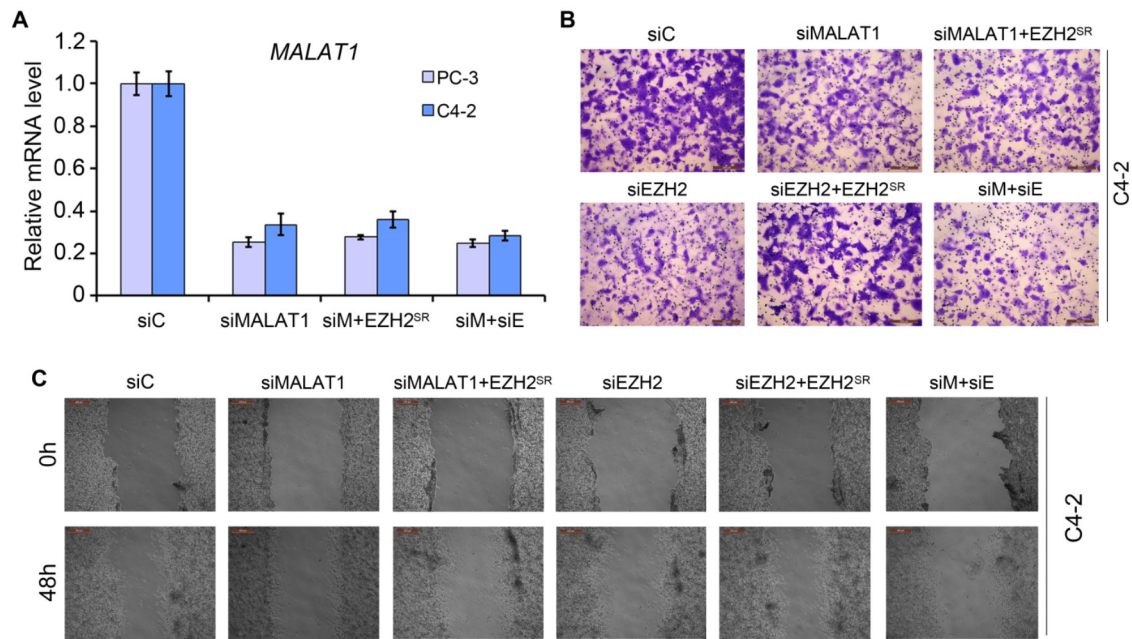 A
MALAT1
Relative mRNA level
1.2
1.0
0.8
0.6
0.4
0.2
0
PC-3
C4-2
siC siMALAT1 siM+EZH2SR siM+siE
B
siC siMALAT1 siMALAT1+EZH2SR
siEZH2 siEZH2+EZH2SR siM+siE
C4-2
C
siC siMALAT1 siMALAT1+EZH2SR siEZH2 siEZH2+EZH2SR siM+siE
0h
48h
C4-2